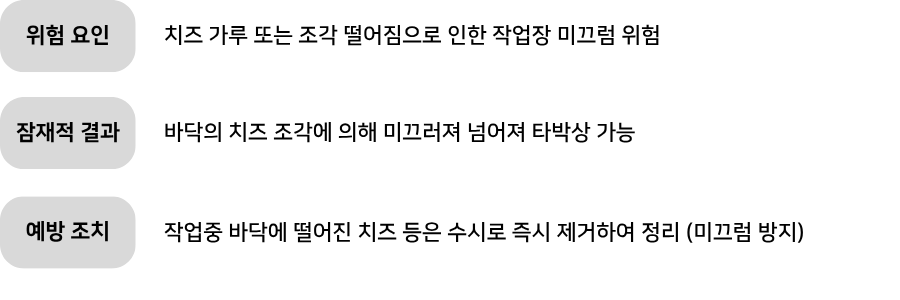 위험 요인 치즈 가루 또는 조각 떨어짐으로 인한 작업장 미끄럼 위험
잠재적 결과 바닥의 치즈 조각에 의해 미끄러져 넘어져 타박상 가능
예방 조치 작업중 바닥에 떨어진 치즈 등은 수시로 즉시 제거하여 정리 (미끄럼 방지)